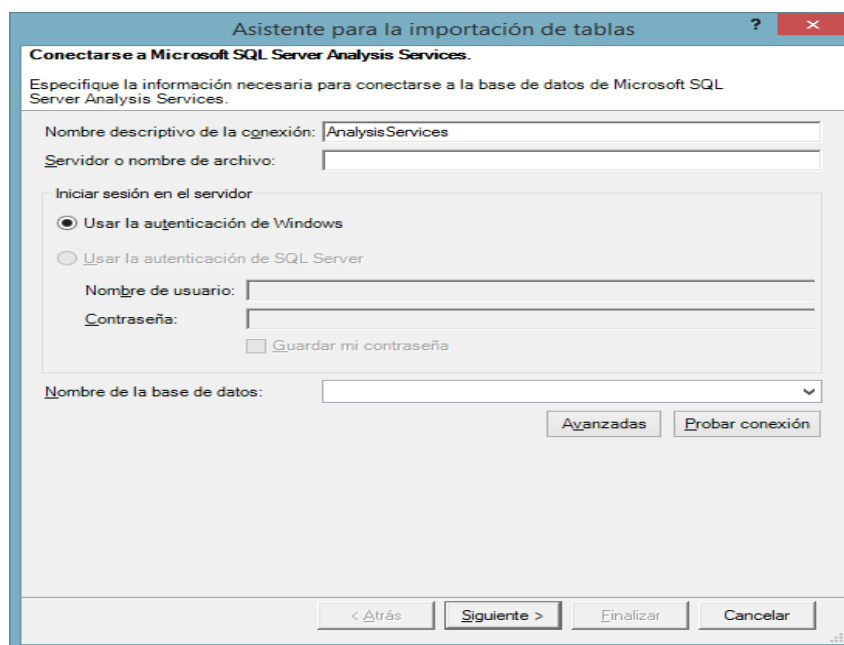 Asistente para la importación de tablas
Conectarse a Microsoft SQL Server Analysis Services.
Especifique la información necesaria para conectarse a la base de datos de Microsoft SQL
Server Analysis Services.
Nombre descriptivo de la conexión: AnalysisServices
Servidor o nombre de archivo:
Iniciar sesión en el servidor
Usar la autenticación de Windows
Usar la autenticación de SQL Server
Nombre de usuario:
Contraseña:
Guardar mi contraseña
Nombre de la base de datos:
Avanzadas Probar conexión
< Atrás Siguiente > Finalizar Cancelar